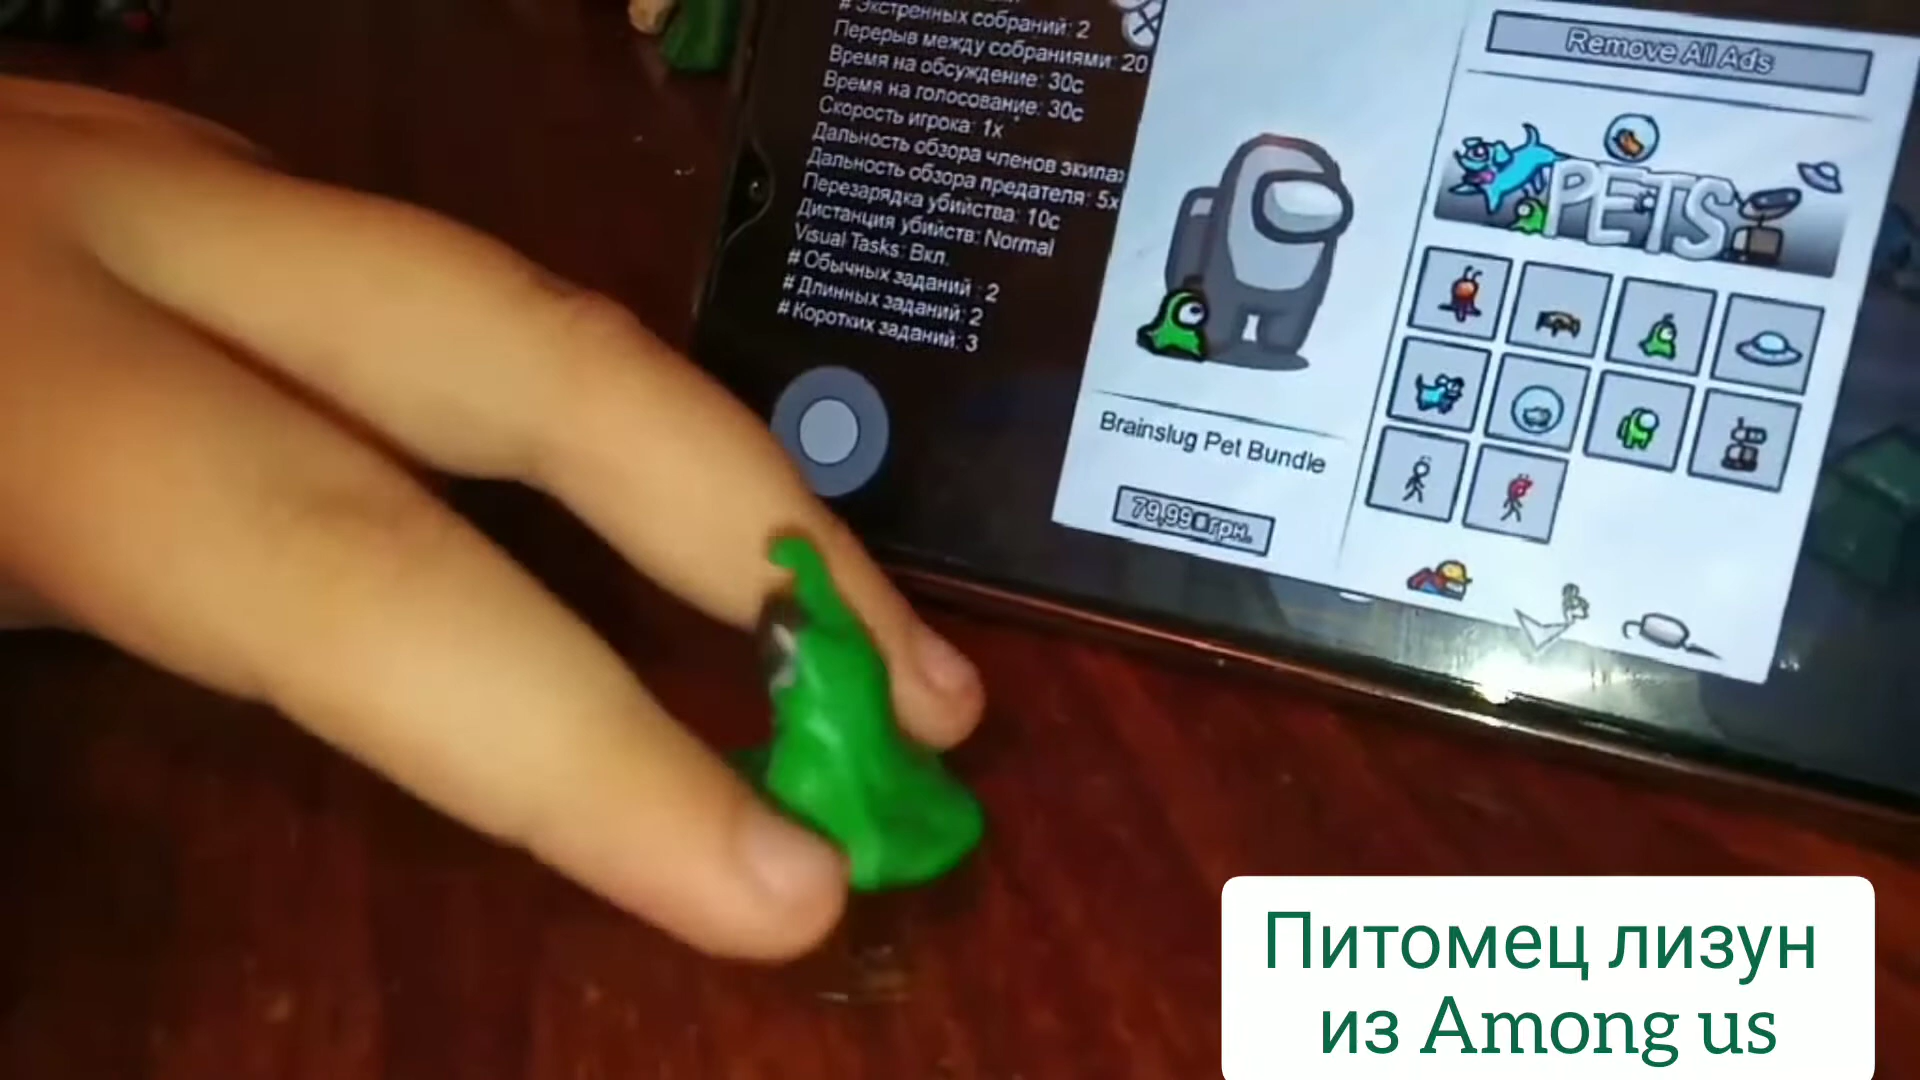 # Экстренных собраний: 2
Перерыв между собраниями: 20
Время на обсуждение: 30с
Время на голосование: 30с
Скорость игрока: 1x
Дальность обзора членов экипаж
Дальность обзора предателя: 5x
Перезарядка убийства: 10с
Дистанция убийств: Normal
Visual Tasks: Вкл.
# Обычных заданий : 2
# Длинных заданий: 2
# Коротких заданий: 3
Remove All Ads
PETS
Brainslug Pet Bundle
79,99 грн.
Питомец лизун
из Among us